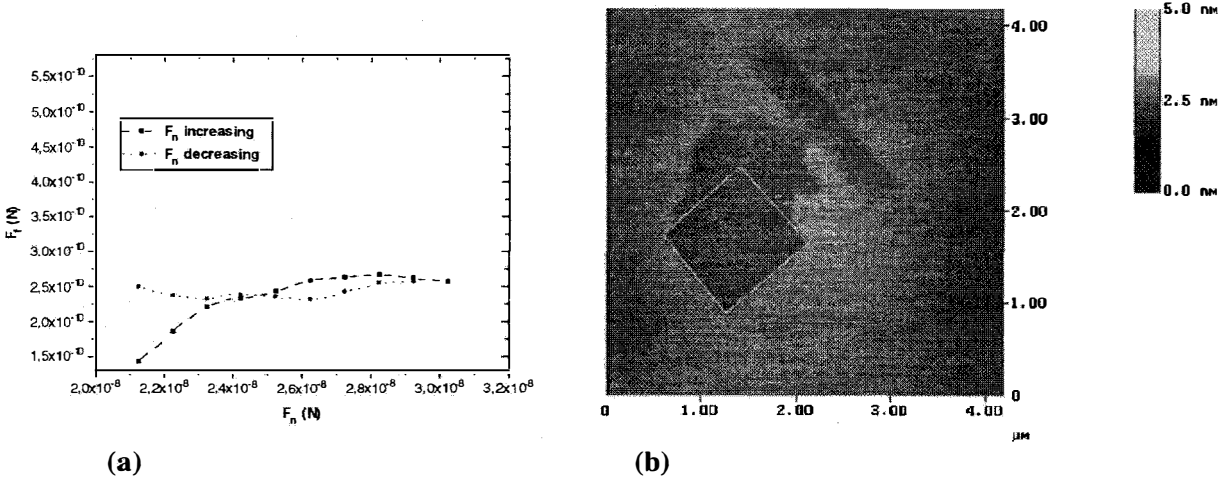 5,5x10⁻¹⁰
5,0x10⁻¹⁰
4,5x10⁻¹⁰
4,0x10⁻¹⁰
3,5x10⁻¹⁰
3,0x10⁻¹⁰
2,5x10⁻¹⁰
2,0x10⁻¹⁰
1,5x10⁻¹⁰
F_f (N)
F_n increasing
F_n decreasing
2,0x10⁻⁸ 2,2x10⁻⁸ 2,4x10⁻⁸ 2,6x10⁻⁸ 2,8x10⁻⁸ 3,0x10⁻⁸ 3,2x10⁻⁸
F_n (N)
(a)
5.0 nM
2.5 nM
0.0 nM
4.00
3.00
2.00
1.00
0
0 1.00 2.00 3.00 4.00
µM
(b)